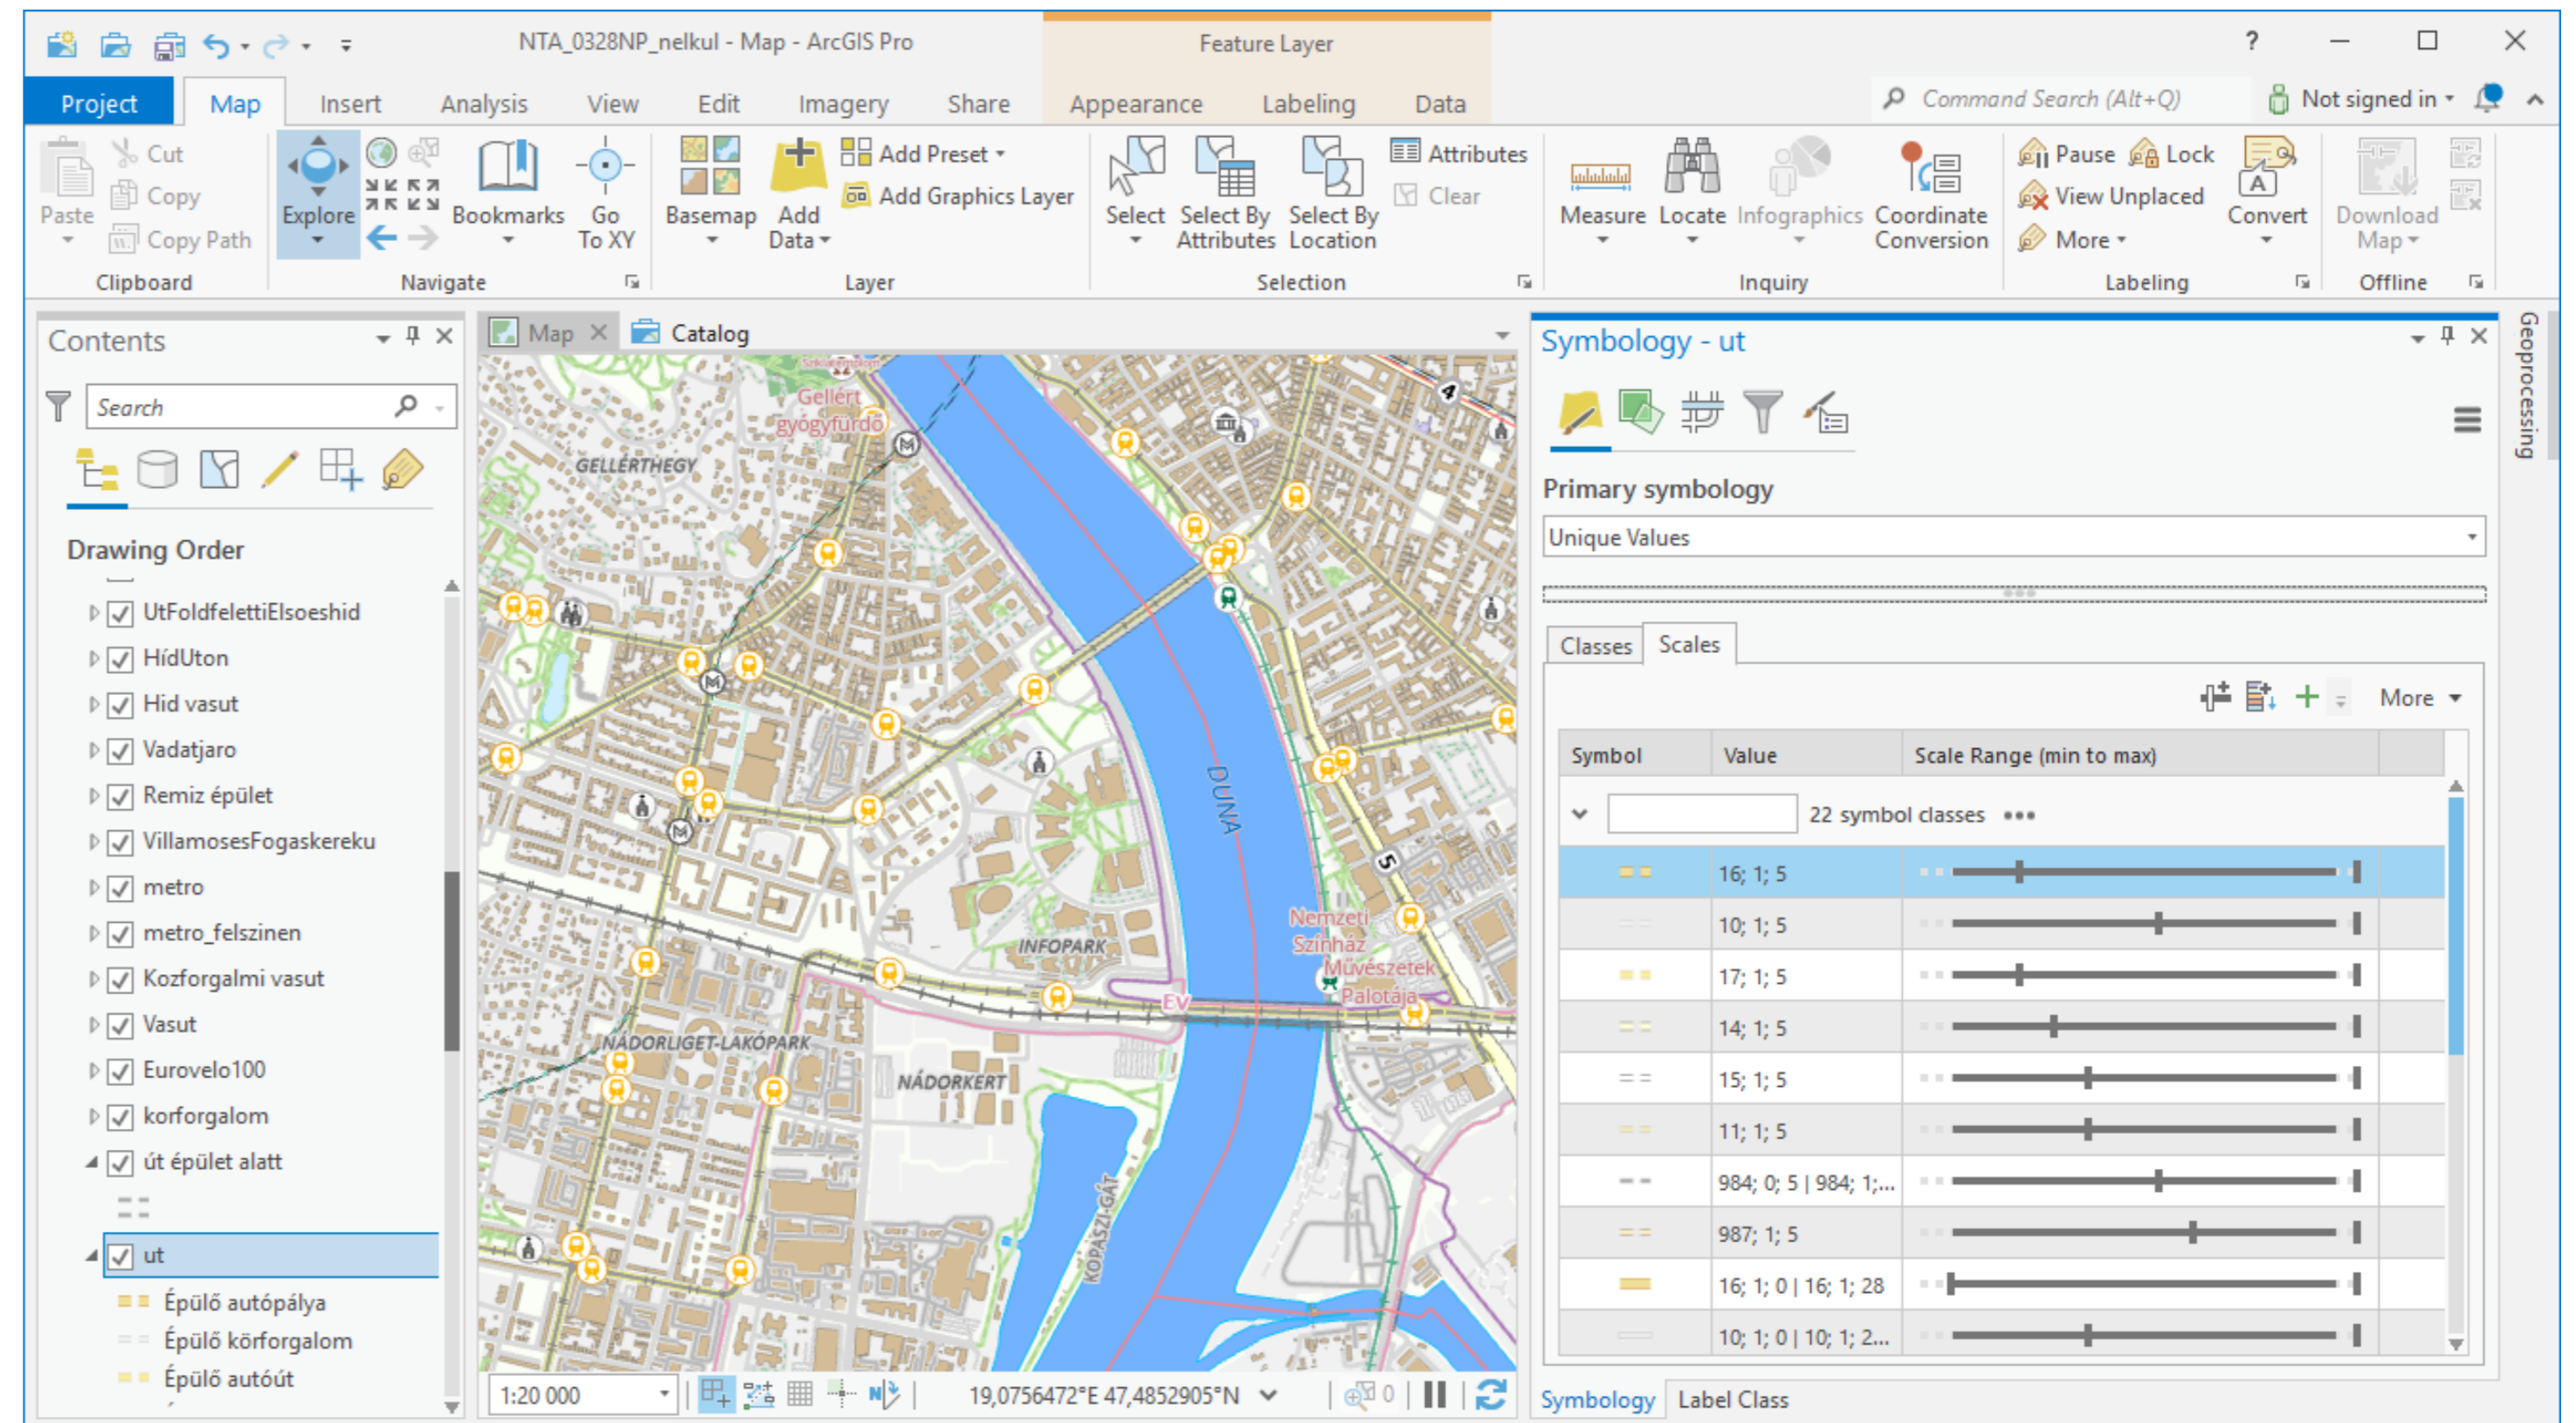 NTA_0328NP_nelkul - Map - ArcGIS Pro
Feature Layer
?
Project Map Insert Analysis View Edit Imagery Share Appearance Labeling Data
Command Search (Alt+Q)
Not signed in
Paste
Cut
Copy
Copy Path
Clipboard
Explore
Bookmarks
Go To XY
Navigate
Basemap
Add Data
Add Preset
Add Graphics Layer
Layer
Select
Select By Attributes
Select By Location
Attributes
Clear
Selection
Measure
Locate
Infographics
Coordinate Conversion
Inquiry
Pause
Lock
View Unplaced
More
Convert
Labeling
Download Map
Offline
Contents
Search
Drawing Order
UtFoldfelettiElsoeshid
HídUton
Hid vasut
Vadatjaro
Remiz épület
VillamosesFogaskereku
metro
metro_felszinen
Kozforgalmi vasut
Vasut
Eurovelo100
korforgalom
út épület alatt
ut
Épülő autópálya
Épülő körforgalom
Épülő autóút
Map
Catalog
Gellért
gyógyfürdő
GELLÉRTHEGY
4
DUNA
5
INFOPARK
Nemzeti
Színház
Művészetek
Palotája
EV
NÁDORLIGET-LAKÓPARK
NÁDORKERT
KOPASZI-GÁT
1:20 000
19,0756472°E 47,4852905°N
0
Symbology - ut
Geoprocessing
Primary symbology
Unique Values
Classes Scales
More
Symbol Value Scale Range (min to max)
22 symbol classes
16; 1; 5
10; 1; 5
17; 1; 5
14; 1; 5
15; 1; 5
11; 1; 5
984; 0; 5 | 984; 1;...
987; 1; 5
16; 1; 0 | 16; 1; 28
10; 1; 0 | 10; 1; 2...
Symbology Label Class